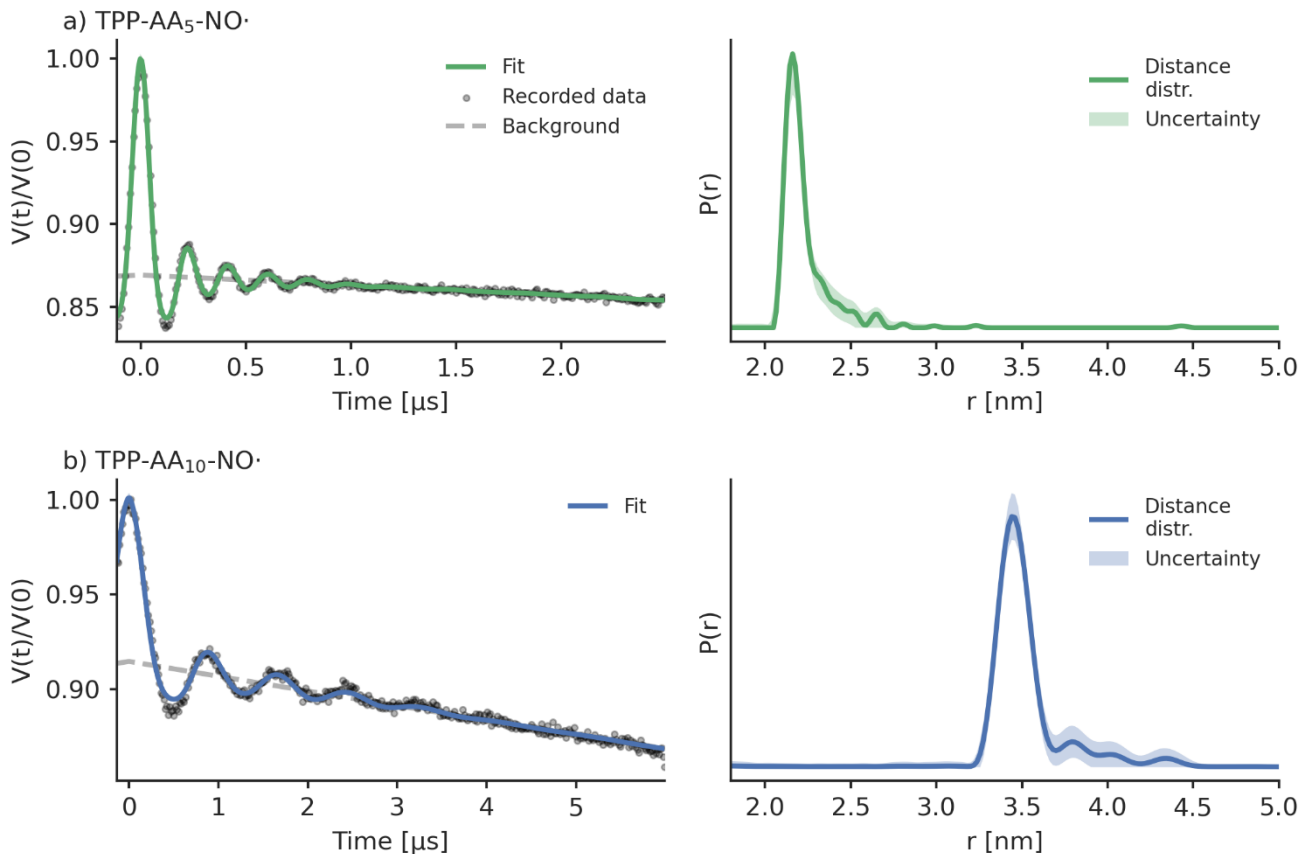 a) TPP-AA₅-NO·
1.00
0.95
0.90
0.85
V(t)/V(0)
Fit
Recorded data
Background
0.0 0.5 1.0 1.5 2.0
Time [μs]
P(r)
Distance
distr.
Uncertainty
2.0 2.5 3.0 3.5 4.0 4.5 5.0
r [nm]
b) TPP-AA₁₀-NO·
1.00
0.95
0.90
V(t)/V(0)
Fit
0 1 2 3 4 5
Time [μs]
P(r)
Distance
distr.
Uncertainty
2.0 2.5 3.0 3.5 4.0 4.5 5.0
r [nm]